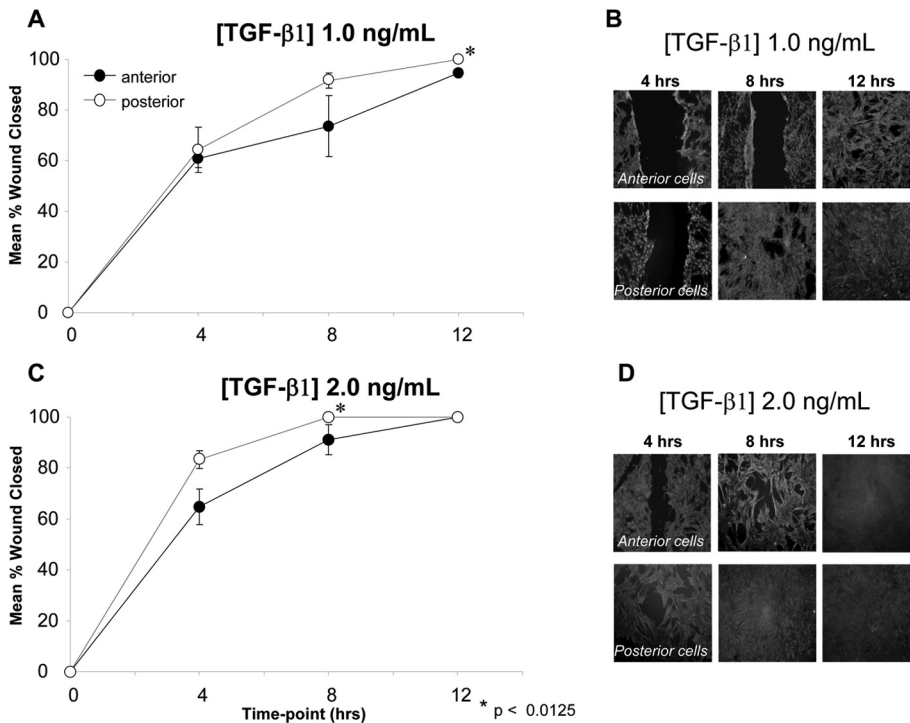 A
[TGF-β1] 1.0 ng/mL
Mean % Wound Closed
100
80
60
40
20
0
anterior
posterior
*
0 4 8 12
B
[TGF-β1] 1.0 ng/mL
4 hrs 8 hrs 12 hrs
Anterior cells
Posterior cells
C
[TGF-β1] 2.0 ng/mL
Mean % Wound Closed
100
80
60
40
20
0
*
0 4 8 12
Time-point (hrs)
* p < 0.0125
D
[TGF-β1] 2.0 ng/mL
4 hrs 8 hrs 12 hrs
Anterior cells
Posterior cells